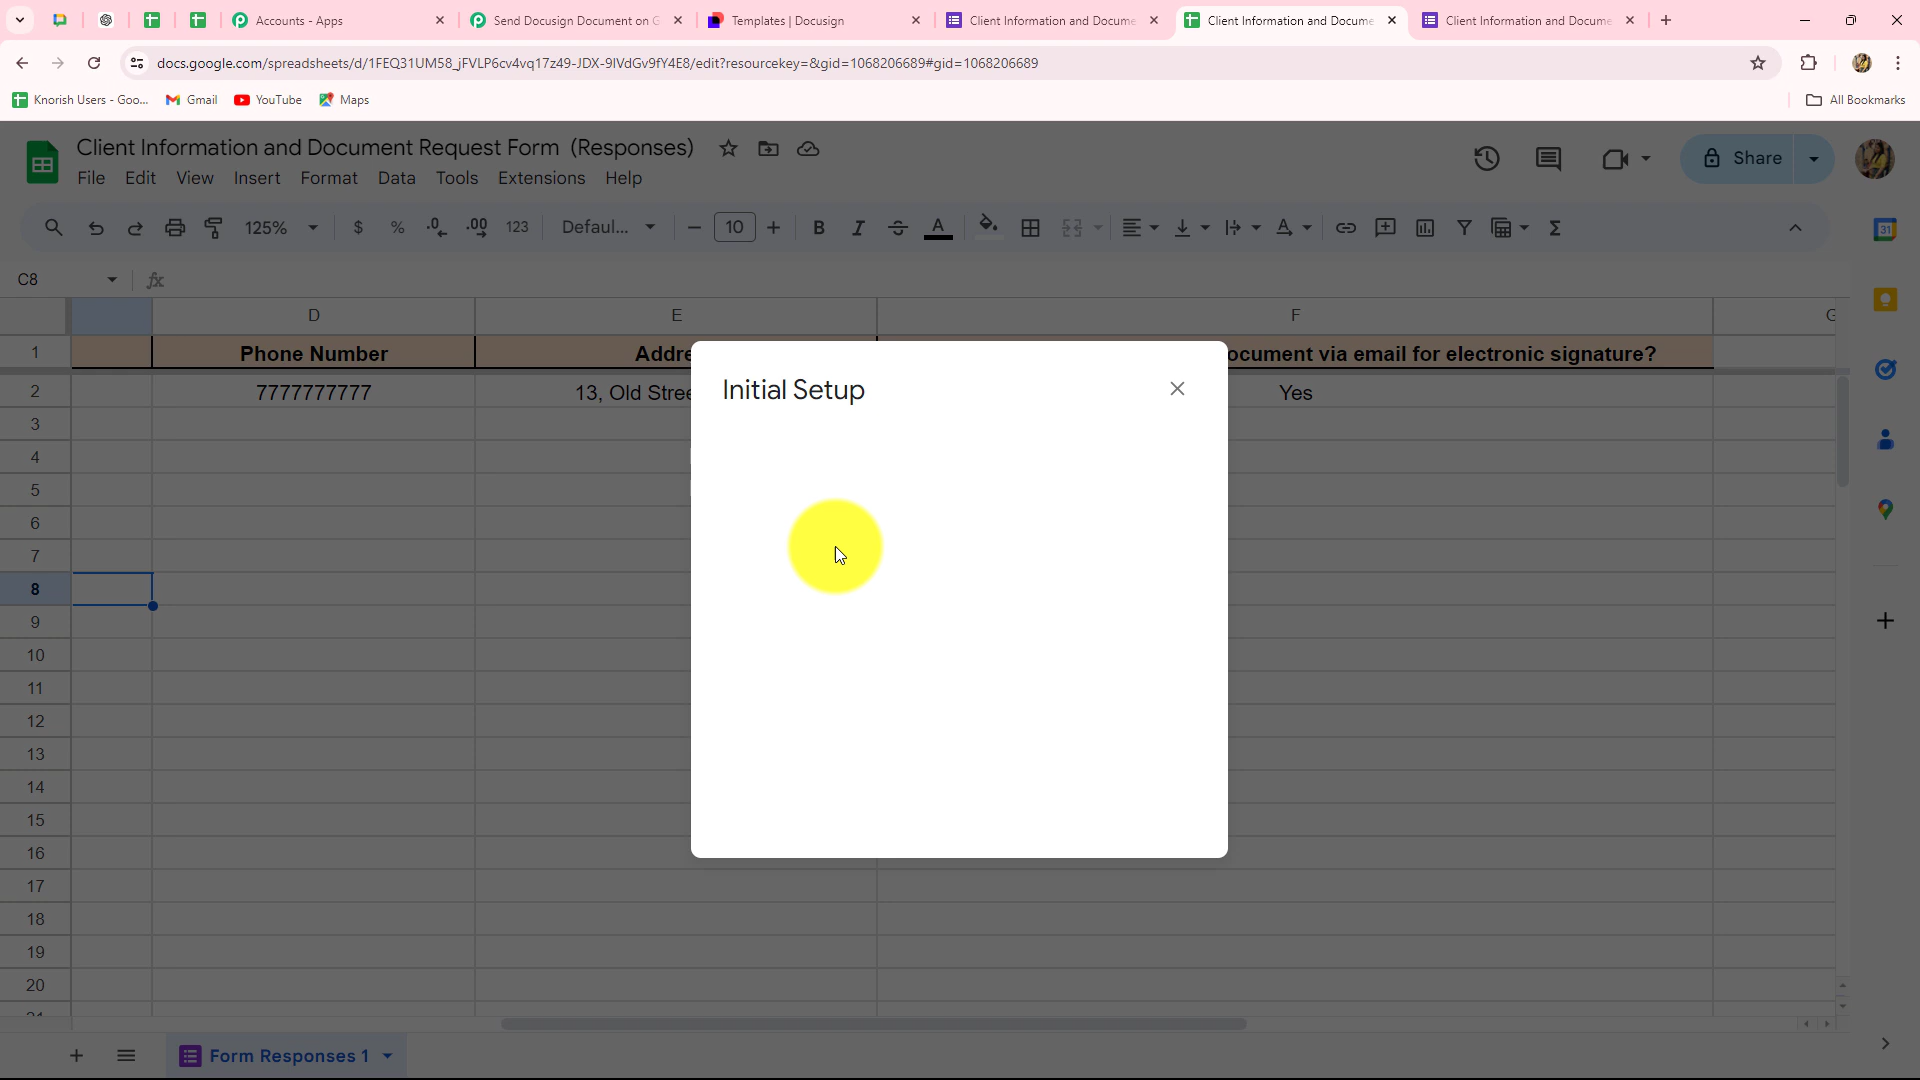 Accounts - Apps
Send Docusign Document on G
Templates | Docusign
Client Information and Docume
Client Information and Docume
Client Information and Docume
docs.google.com/spreadsheets/d/1FEQ31UM58_jFVLP6cv4vq17z49-JDX-9IVdGv9fY4E8/edit?resourcekey=&gid=1068206689#gid=1068206689
Knorish Users - Goo...
Gmail
YouTube
Maps
All Bookmarks
Client Information and Document Request Form (Responses)
Share
File Edit View Insert Format Data Tools Extensions Help
125% $ % .0 .00 123 Defaul... 10 B I S A
31
C8 fx
D E F G
1 Phone Number Addre ocument via email for electronic signature?
2 7777777777 13, Old Stree Yes
Initial Setup
3
4
5
6
7
8
9
10
11
12
13
14
15
16
17
18
19
20
21
Form Responses 1